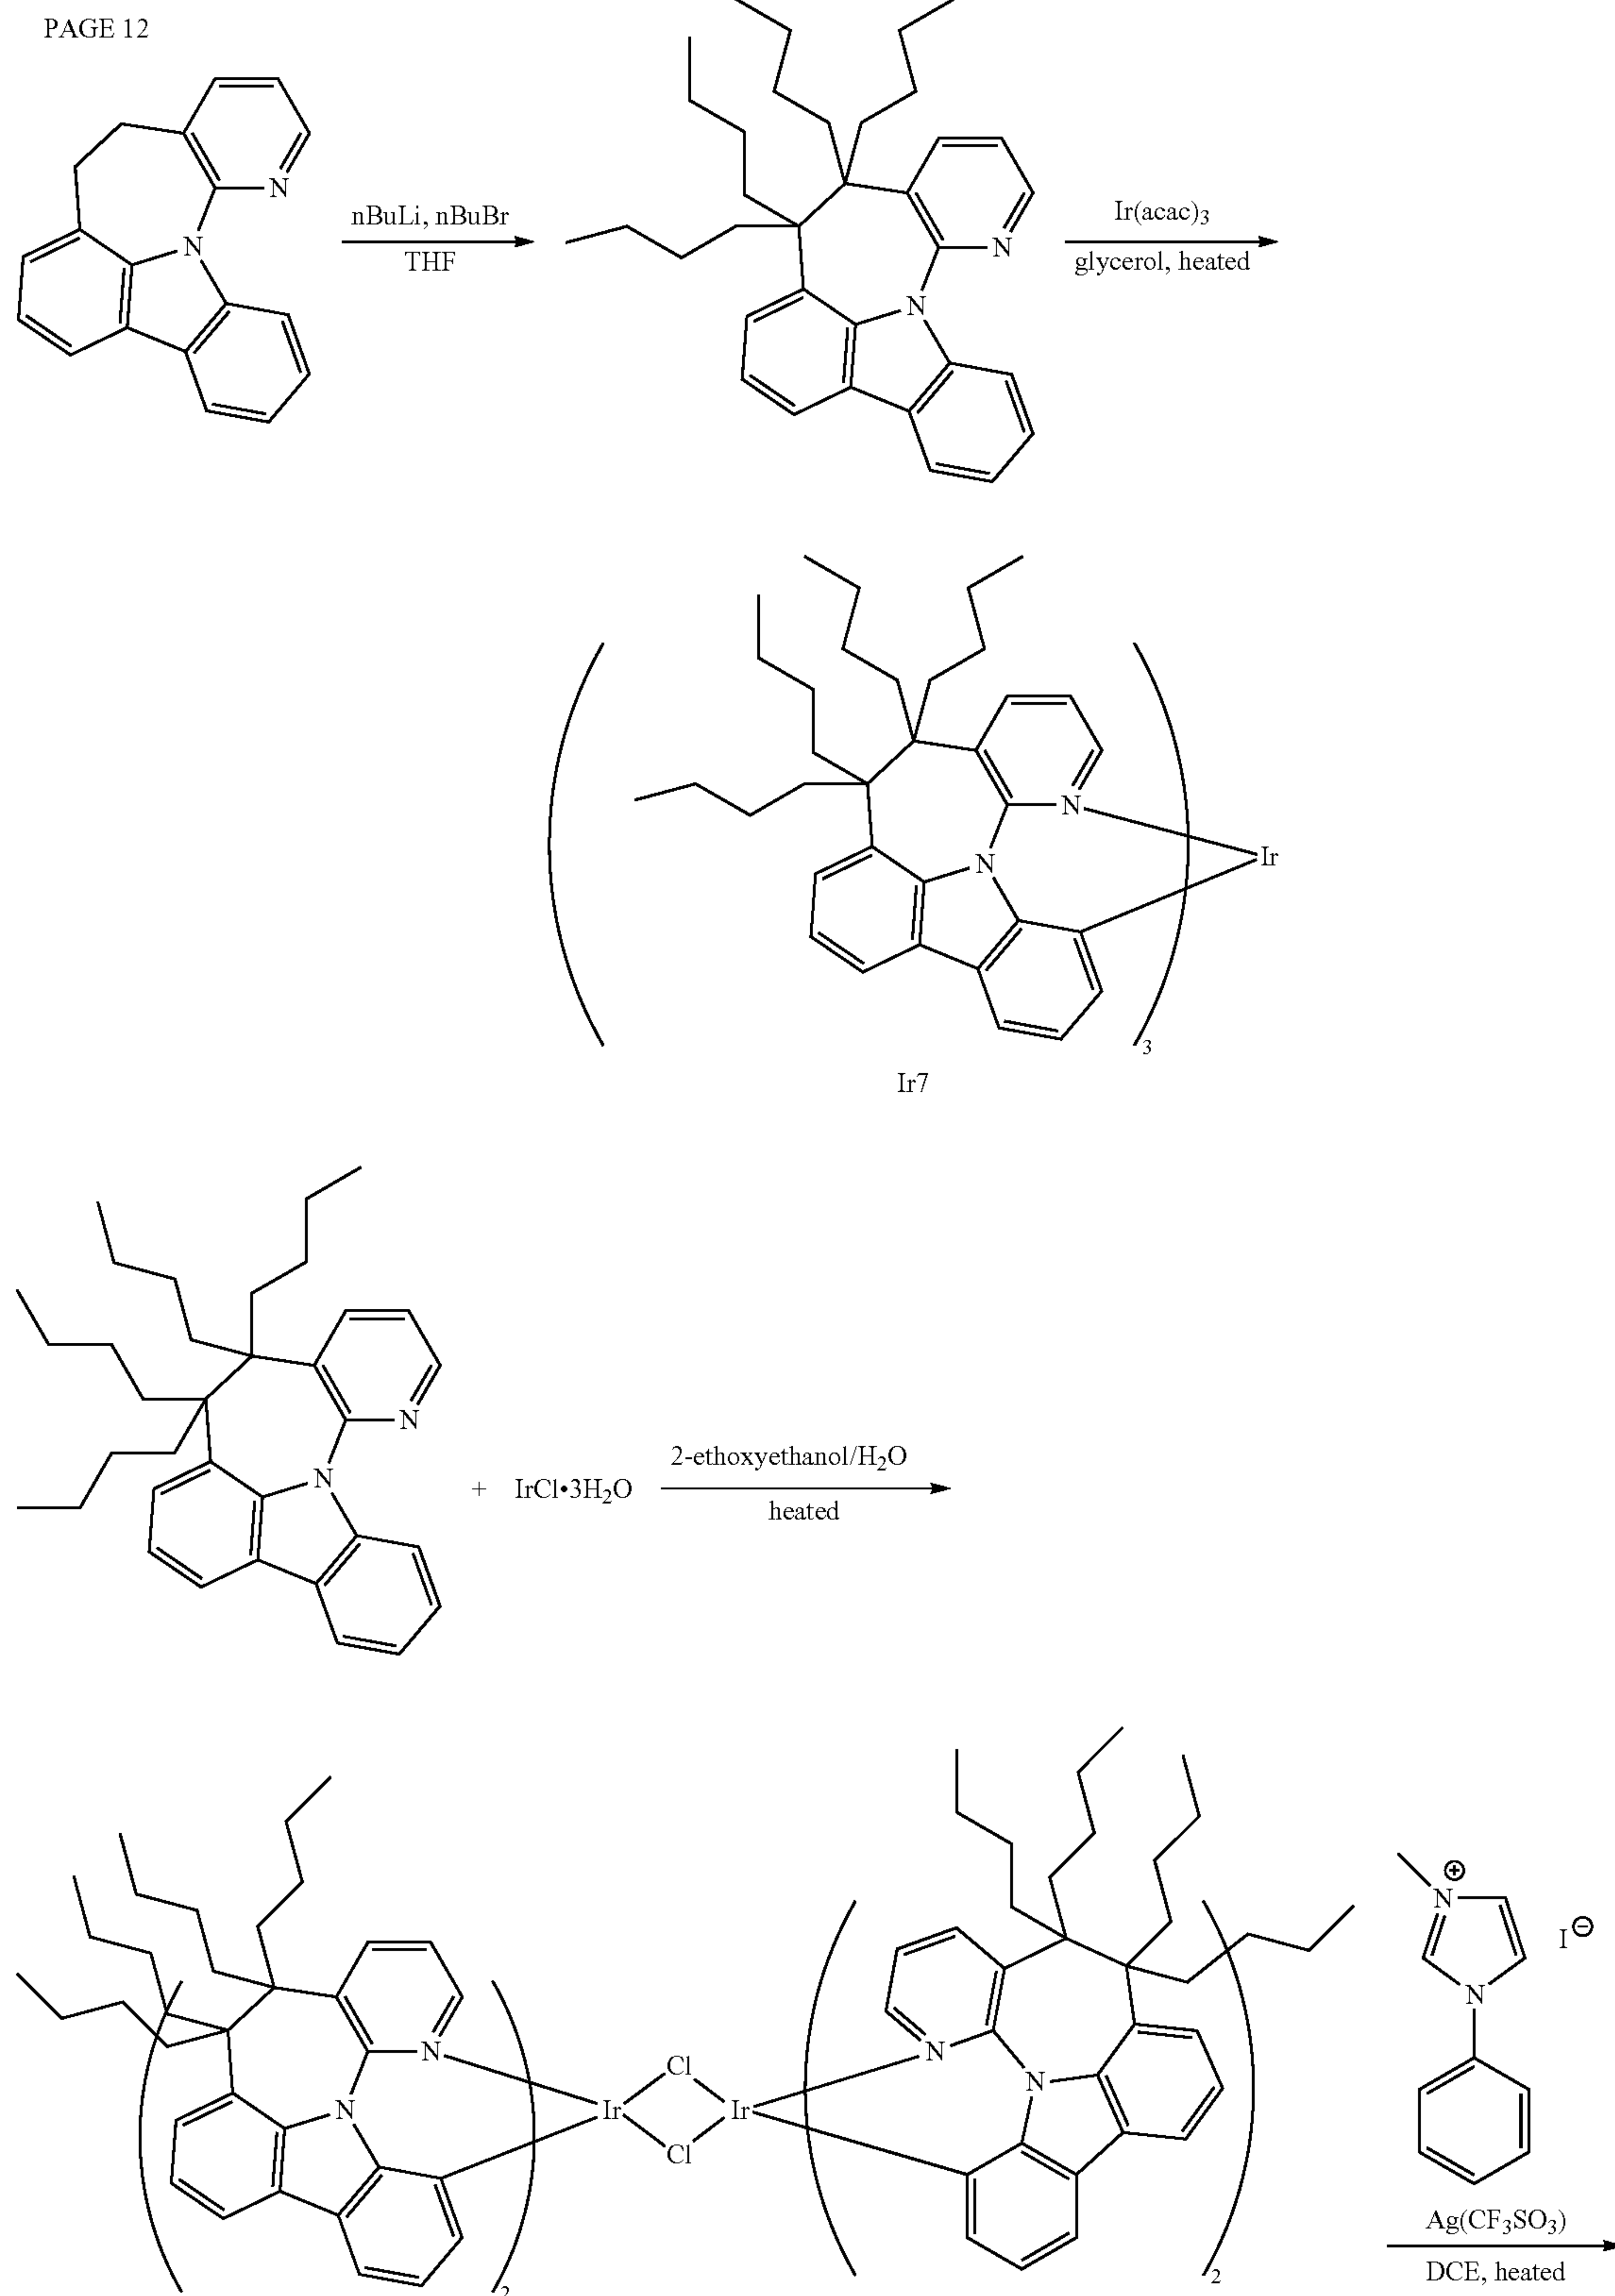 PAGE 12
N
N
nBuLi, nBuBr
THF
N
N
Ir(acac)₃
glycerol, heated
N
N
Ir
3
Ir7
N
N
+ IrCl•3H₂O
2-ethoxyethanol/H₂O
heated
N
N
Ir
Cl
Cl
Ir
N
N
2
2
N⊕
N
I⊖
Ag(CF₃SO₃)
DCE, heated